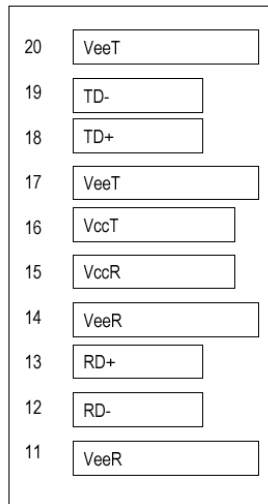 20 VeeT
19 TD-
18 TD+
17 VeeT
16 VccT
15 VccR
14 VeeR
13 RD+
12 RD-
11 VeeR